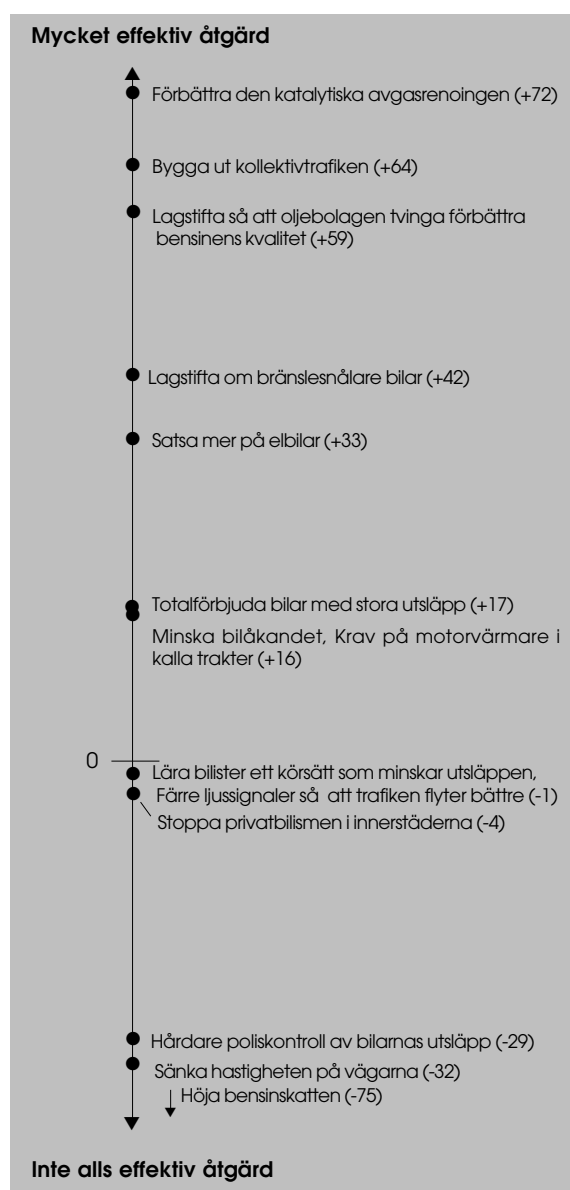 Mycket effektiv åtgärd
Förbättra den katalytiska avgasrenoingen (+72)
Bygga ut kollektivtrafiken (+64)
Lagstifta så att oljebolagen tvinga förbättra
bensinens kvalitet (+59)
Lagstifta om bränslesnålare bilar (+42)
Satsa mer på elbilar (+33)
Totalförbjuda bilar med stora utsläpp (+17)
Minska bilåkandet, Krav på motorvärmare i
kalla trakter (+16)
0
Lära bilister ett körsätt som minskar utsläppen,
Färre ljussignaler så att trafiken flyter bättre (-1)
Stoppa privatbilismen i innerstäderna (-4)
Hårdare poliskontroll av bilarnas utsläpp (-29)
Sänka hastigheten på vägarna (-32)
Höja bensinskatten (-75)
Inte alls effektiv åtgärd